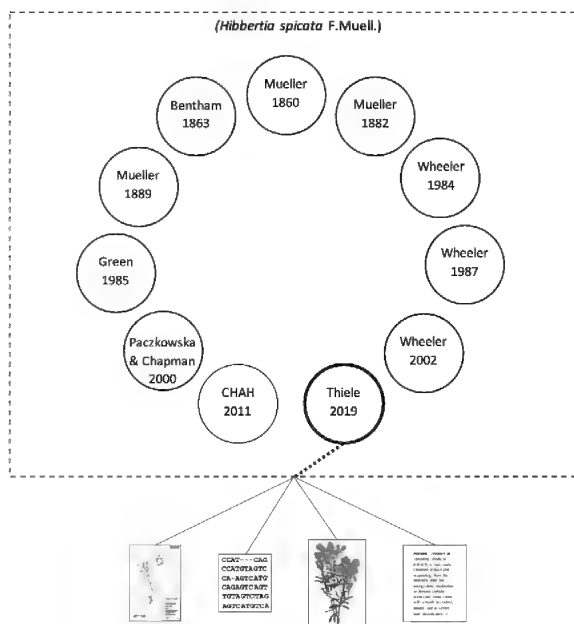 (Hibbertia spicata F.Muell.)
Mueller
1860
Bentham
1863
Mueller
1882
Mueller
1889
Wheeler
1984
Green
1985
Wheeler
1987
Paczkowska
& Chapman
2000
Wheeler
2002
CHAH
2011
Thiele
2019
CCAT---CAG
CCATGTAGTC
CA-AGTCATG
CAGAGTCAGT
TGTAGTCTAG
AGTCATGTCA